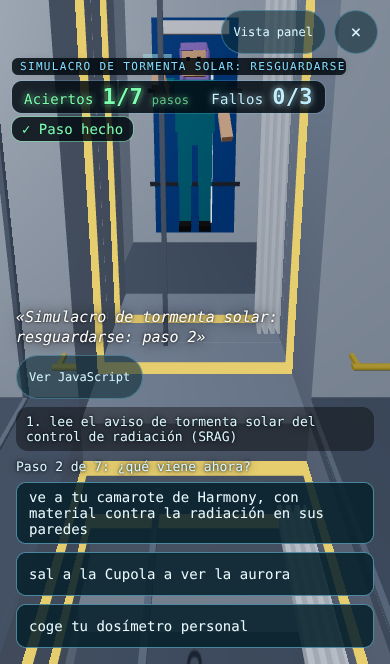 Vista panel
×
SIMULACRO DE TORMENTA SOLAR: RESGUARDARSE
Aciertos 1/7 pasos Fallos 0/3
✓ Paso hecho
«Simulacro de tormenta solar:
resguardarse: paso 2»
Ver JavaScript
1. lee el aviso de tormenta solar del
control de radiación (SRAG)
Paso 2 de 7: ¿qué viene ahora?
ve a tu camarote de Harmony, con
material contra la radiación en sus
paredes
sal a la Cupola a ver la aurora
coge tu dosímetro personal